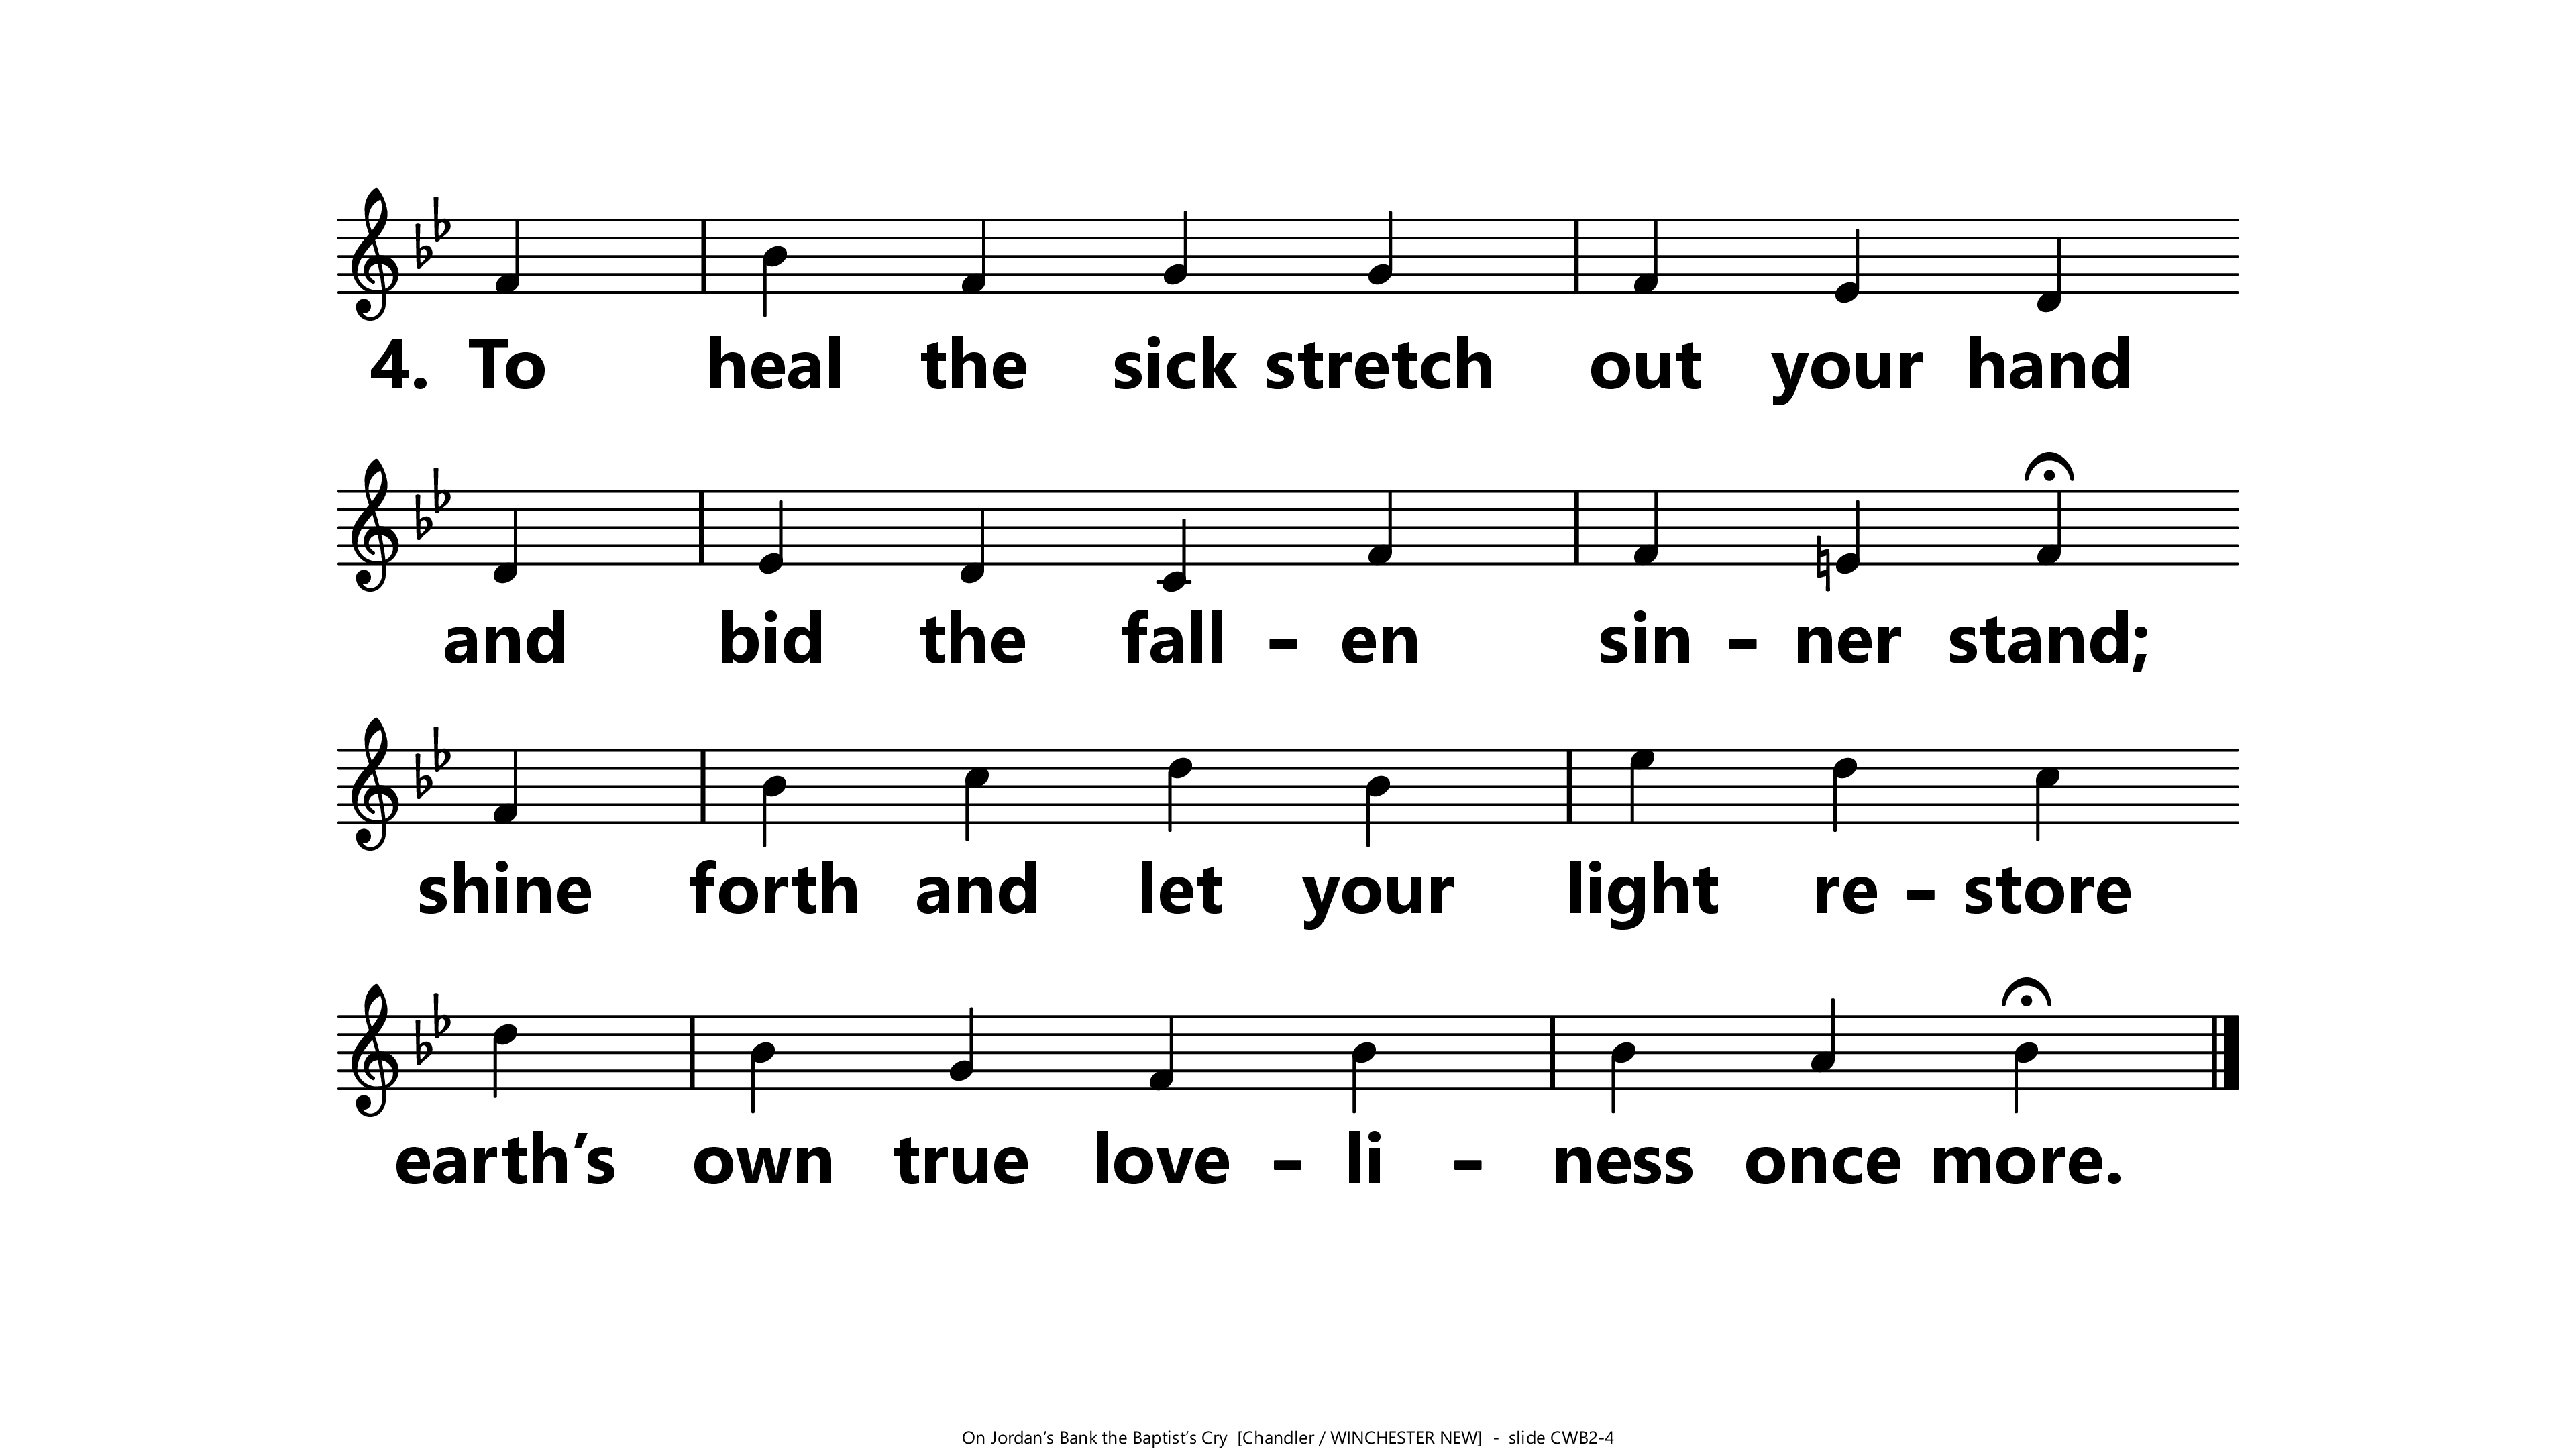 4. To heal the sick stretch out your hand
and bid the fall - en sin - ner stand;
shine forth and let your light re - store
earth’s own true love - li - ness once more.
On Jordan’s Bank the Baptist’s Cry [Chandler / WINCHESTER NEW] - slide CWB2-4